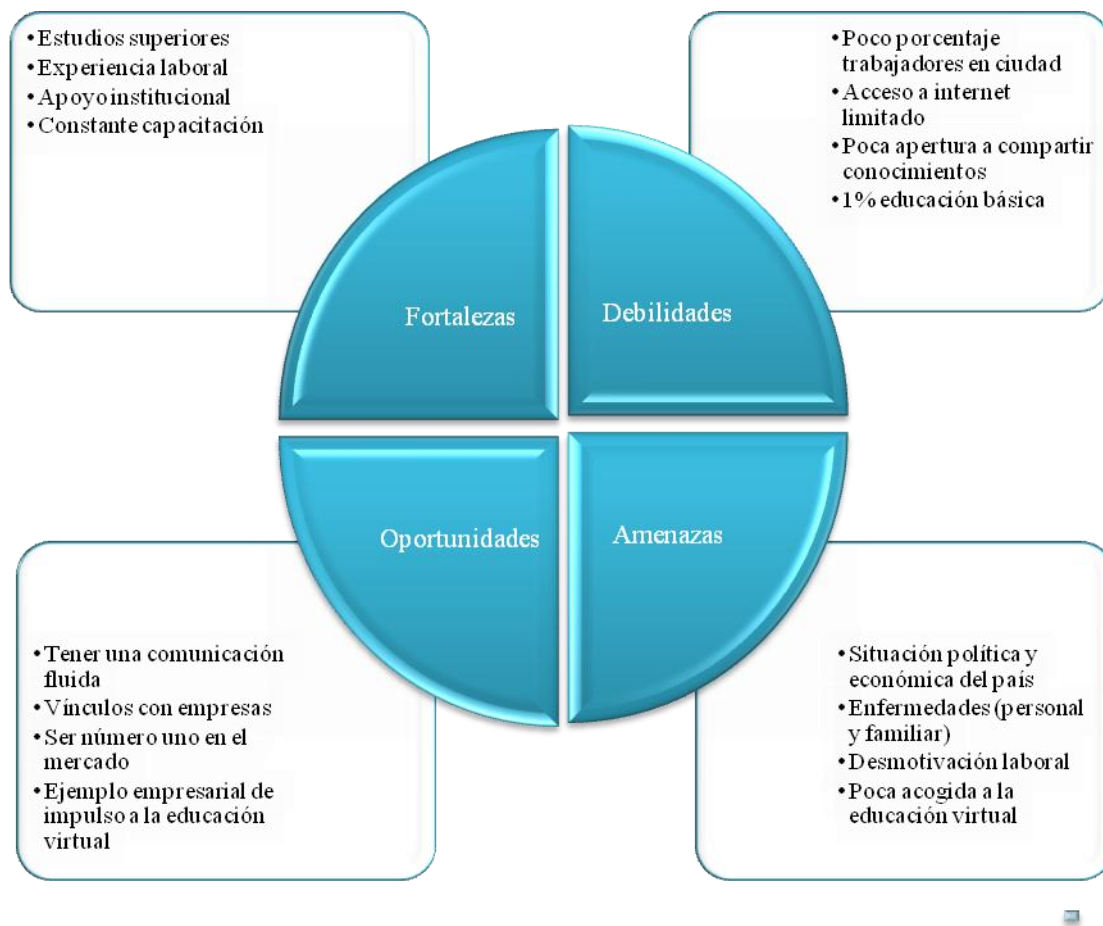 •Estudios superiores
•Experiencia laboral
•Apoyo institucional
•Constante capacitación
•Poco porcentaje
trabajadores en ciudad
•Acceso a internet
limitado
•Poca apertura a compartir
conocimientos
•1% educación básica
Fortalezas
Debilidades
Oportunidades
Amenazas
•Tener una comunicación
fluida
•Vínculos con empresas
•Ser número uno en el
mercado
•Ejemplo empresarial de
impulso a la educación
virtual
•Situación política y
económica del país
•Enfermedades (personal
y familiar)
•Desmotivación laboral
•Poca acogida a la
educación virtual